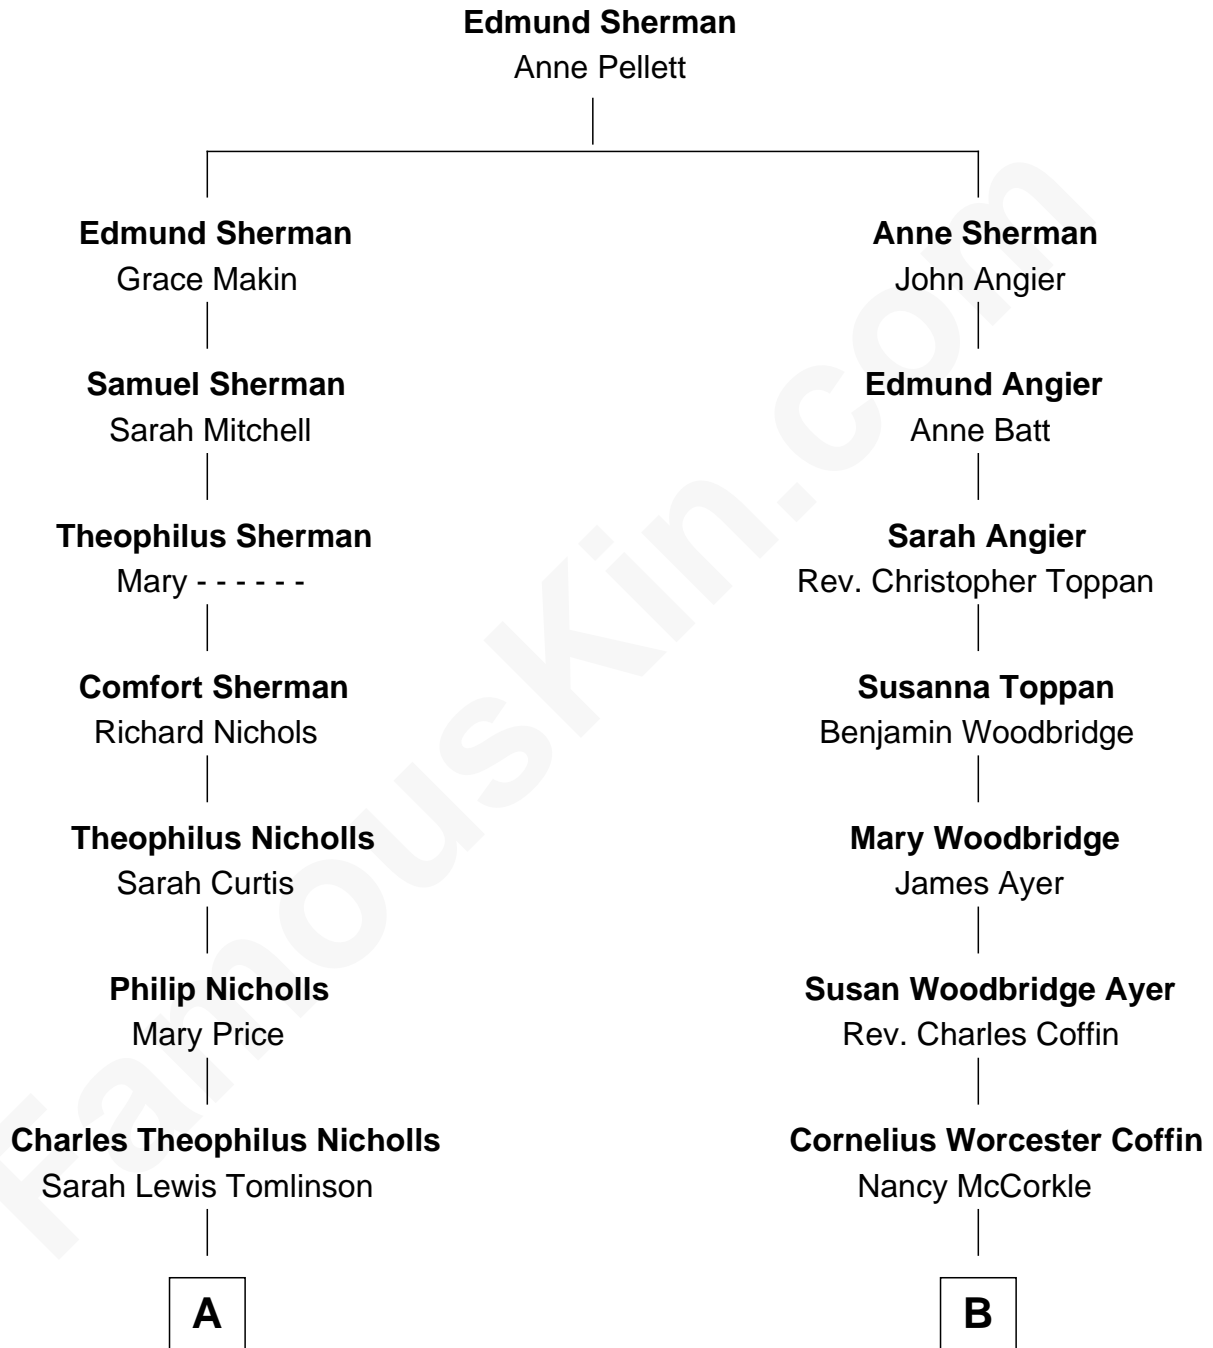 Edmund Sherman
Anne Pellett
Edmund Sherman
Grace Makin
Anne Sherman
John Angier
Samuel Sherman
Sarah Mitchell
Edmund Angier
Anne Batt
Theophilus Sherman
Mary - - - - - -
Sarah Angier
Rev. Christopher Toppan
Comfort Sherman
Richard Nichols
Susanna Toppan
Benjamin Woodbridge
Theophilus Nicholls
Sarah Curtis
Mary Woodbridge
James Ayer
Philip Nicholls
Mary Price
Susan Woodbridge Ayer
Rev. Charles Coffin
Charles Theophilus Nicholls
Sarah Lewis Tomlinson
Cornelius Worcester Coffin
Nancy McCorkle
A
B
FamousKin.com